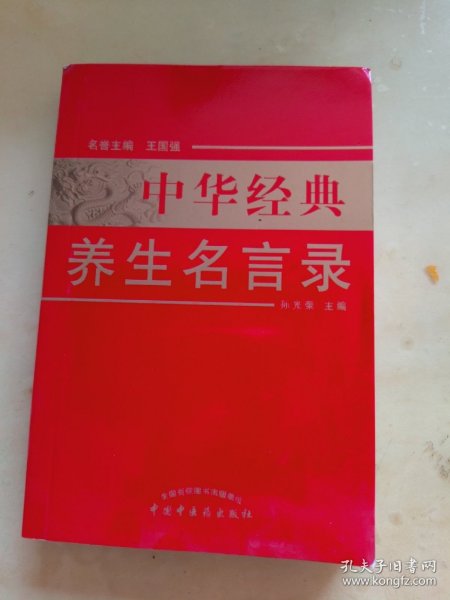 名誉主编 王国强
中华经典
养生名言录
孙光荣 主编
全国百佳图书出版单位
中国中医药出版社
孔夫子旧书网
www.kongfz.com